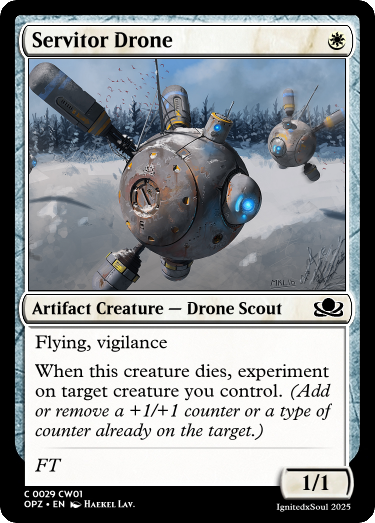 Servitor Drone
Artifact Creature — Drone Scout
Flying, vigilance
When this creature dies, experiment
on target creature you control. (Add
or remove a +1/+1 counter or a type of
counter already on the target.)
FT
1/1
C 0029 CW01
OPZ • EN Haekel Lav.
IgnitedxSoul 2025